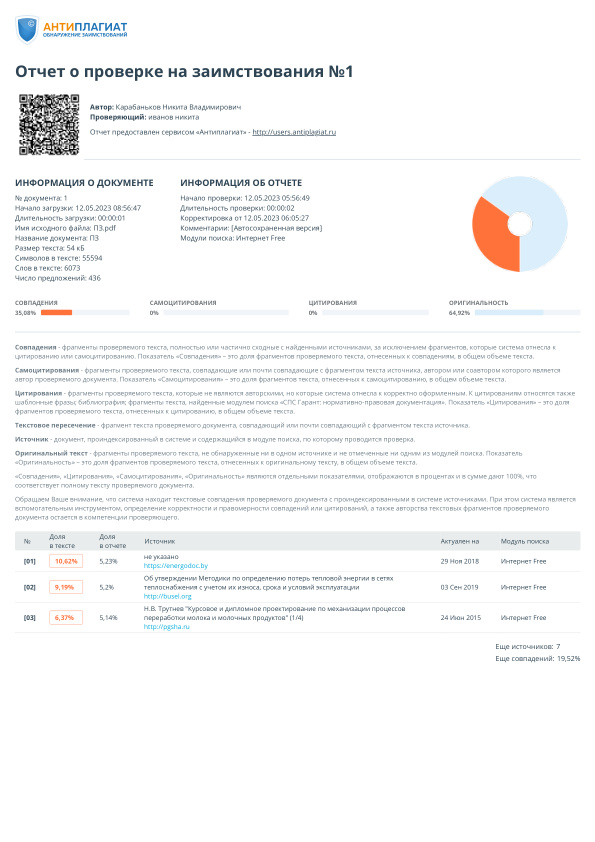 АНТИПЛАГИАТ
ОБНАРУЖЕНИЕ ЗАИМСТВОВАНИЙ
Отчет о проверке на заимствования №1
Автор: Карабаньков Никита Владимирович
Проверяющий: иванов никита
Отчет предоставлен сервисом «Антиплагиат» - http://users.antiplagiat.ru
ИНФОРМАЦИЯ О ДОКУМЕНТЕ
№ документа: 1
Начало загрузки: 12.05.2023 08:56:47
Длительность загрузки: 00:00:01
Имя исходного файла: ПЗ.pdf
Название документа: ПЗ
Размер текста: 54 кБ
Cимволов в тексте: 55594
Слов в тексте: 6073
Число предложений: 436
ИНФОРМАЦИЯ ОБ ОТЧЕТЕ
Начало проверки: 12.05.2023 05:56:49
Длительность проверки: 00:00:02
Корректировка от 12.05.2023 06:05:27
Комментарии: [Автосохраненная версия]
Модули поиска: Интернет Free
СОВПАДЕНИЯ
35,08%
САМОЦИТИРОВАНИЯ
0%
ЦИТИРОВАНИЯ
0%
ОРИГИНАЛЬНОСТЬ
64,92%
Совпадения - фрагменты проверяемого текста, полностью или частично сходные с найденными источниками, за исключением фрагментов, которые система отнесла к
цитированию или самоцитированию. Показатель «Совпадения» – это доля фрагментов проверяемого текста, отнесенных к совпадениям, в общем объеме текста.
Самоцитирования - фрагменты проверяемого текста, совпадающие или почти совпадающие с фрагментом текста источника, автором или соавтором которого является
автор проверяемого документа. Показатель «Самоцитирования» – это доля фрагментов текста, отнесенных к самоцитированию, в общем объеме текста.
Цитирования - фрагменты проверяемого текста, которые не являются авторскими, но которые система отнесла к корректно оформленным. К цитированиям относятся также
шаблонные фразы; библиография; фрагменты текста, найденные модулем поиска «СПС Гарант: нормативно-правовая документация». Показатель «Цитирования» – это доля
фрагментов проверяемого текста, отнесенных к цитированию, в общем объеме текста.
Текстовое пересечение - фрагмент текста проверяемого документа, совпадающий или почти совпадающий с фрагментом текста источника.
Источник - документ, проиндексированный в системе и содержащийся в модуле поиска, по которому проводится проверка.
Оригинальный текст - фрагменты проверяемого текста, не обнаруженные ни в одном источнике и не отмеченные ни одним из модулей поиска. Показатель
«Оригинальность» – это доля фрагментов проверяемого текста, отнесенных к оригинальному тексту, в общем объеме текста.
«Совпадения», «Цитирования», «Самоцитирования», «Оригинальность» являются отдельными показателями, отображаются в процентах и в сумме дают 100%, что
соответствует полному тексту проверяемого документа.
Обращаем Ваше внимание, что система находит текстовые совпадения проверяемого документа с проиндексированными в системе источниками. При этом система является
вспомогательным инструментом, определение корректности и правомерности совпадений или цитирований, а также авторства текстовых фрагментов проверяемого
документа остается в компетенции проверяющего.
№ Доля в тексте Доля в отчете Источник Актуален на Модуль поиска
[01] 10,62% 5,23% не указано 29 Ноя 2018 Интернет Free
https://energodoc.by
[02] 9,19% 5,2% Об утверждении Методики по определению потерь тепловой энергии в сетях 03 Сен 2019 Интернет Free
теплоснабжения с учетом их износа, срока и условий эксплуатации
http://busel.org
[03] 6,37% 5,14% Н.В. Трутнев "Курсовое и дипломное проектирование по механизации процессов 24 Июн 2015 Интернет Free
переработки молока и молочных продуктов" (1/4)
http://pgsha.ru
Еще источников: 7
Еще совпадений: 19,52%